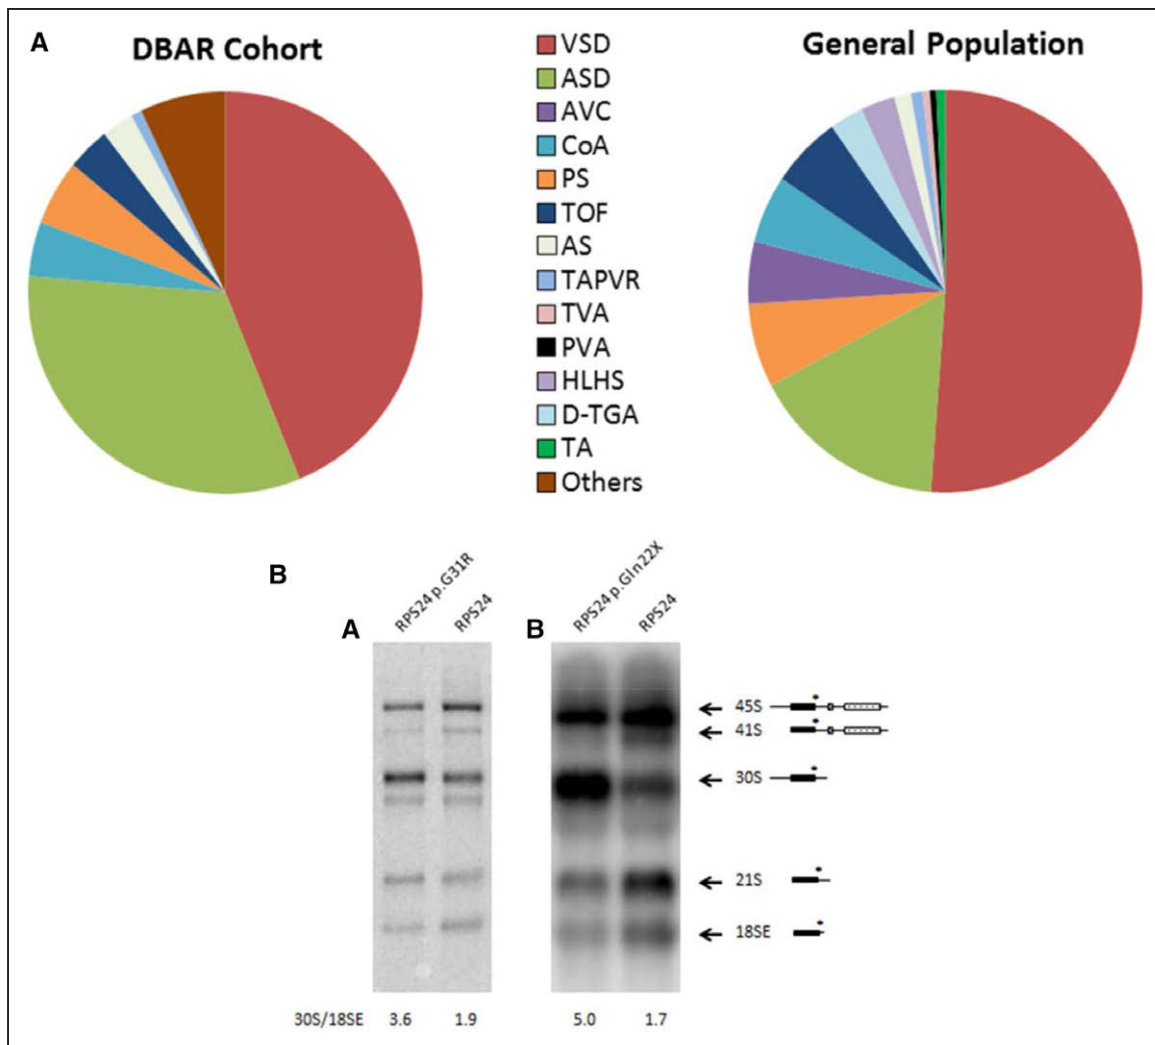 A
DBAR Cohort
General Population
VSD
ASD
AVC
CoA
PS
TOF
AS
TAPVR
TVA
PVA
HLHS
D-TGA
TA
Others
B
A
RPS24 p.G31R
RPS24
B
RPS24 p.Gln22X
RPS24
45S
41S
30S
21S
18SE
30S/18SE 3.6 1.9 5.0 1.7